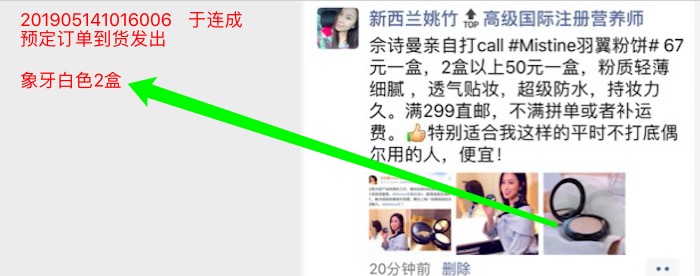 201905141016006 于连成
预定订单到货发出
象牙白色2盒
新西兰姚竹🔝高级国际注册营养师
佘诗曼亲自打call #Mistine羽翼粉饼# 67
元一盒，2盒以上50元一盒，粉质轻薄
细腻，透气贴妆，超级防水，持妆力
久。满299直邮，不满拼单或者补运
费。👍特别适合我这样的平时不打底偶
尔用的人，便宜！
20分钟前 删除